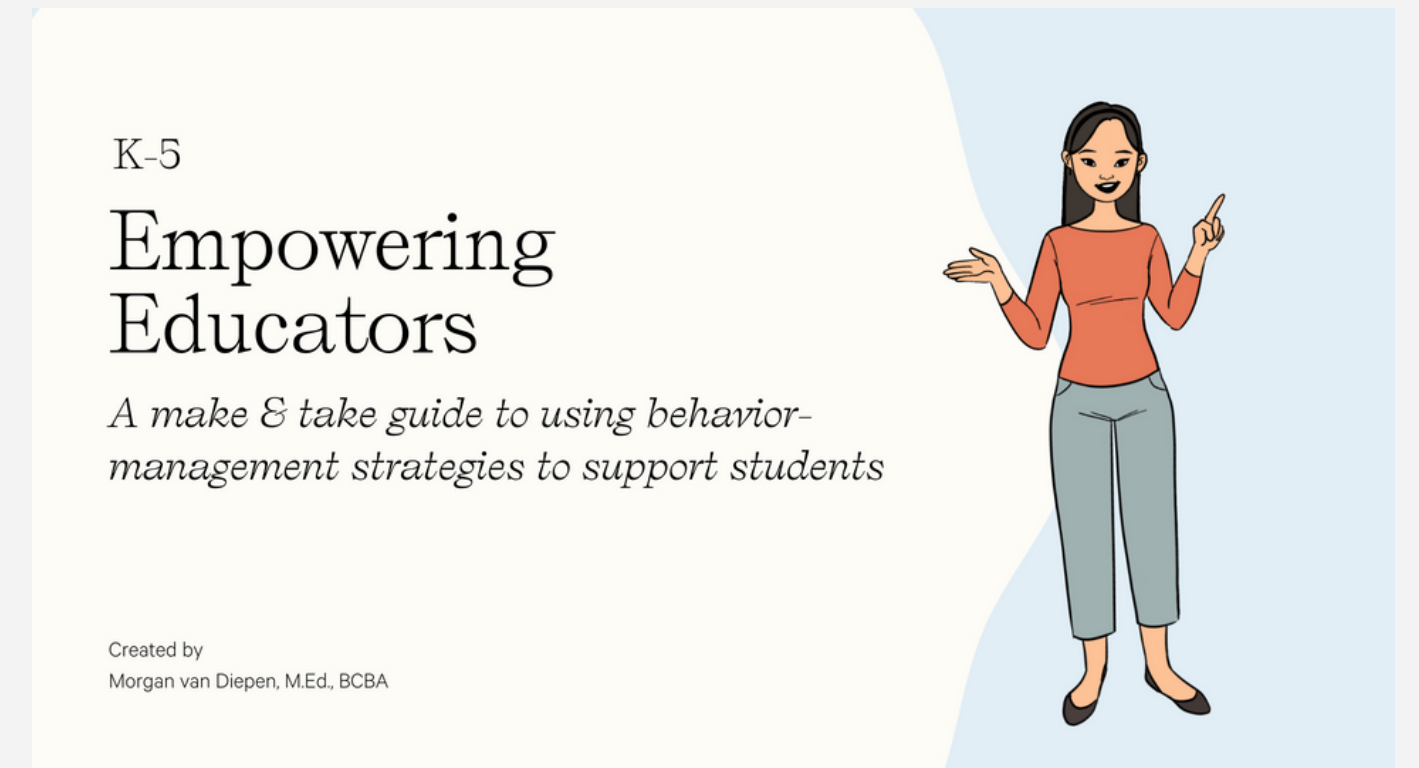 K-5
Empowering
Educators
A make & take guide to using behavior-
management strategies to support students
Created by
Morgan van Diepen, M.Ed., BCBA